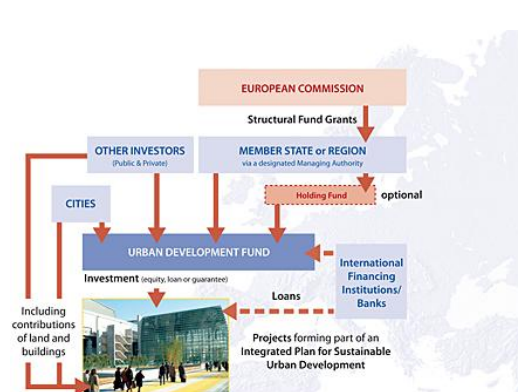 EUROPEAN COMMISSION
Structural Fund Grants
OTHER INVESTORS
(Public & Private)
MEMBER STATE or REGION
via a designated Managing Authority
Holding Fund
optional
CITIES
URBAN DEVELOPMENT FUND
International
Financing
Institutions/
Banks
Investment (equity, loan or guarantee)
Loans
Including
contributions
of land and
buildings
Projects forming part of an
Integrated Plan for Sustainable
Urban Development